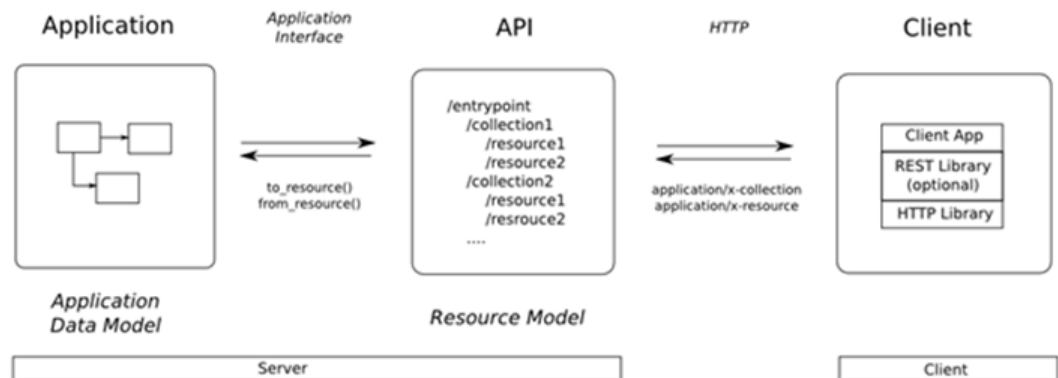 Application
Application
Interface
API
HTTP
Client
/entrypoint
/collection1
/resource1
/resource2
/collection2
/resource1
/resrouce2
....
to_resource()
from_resource()
application/x-collection
application/x-resource
Client App
REST Library
(optional)
HTTP Library
Application
Data Model
Resource Model
Server
Client